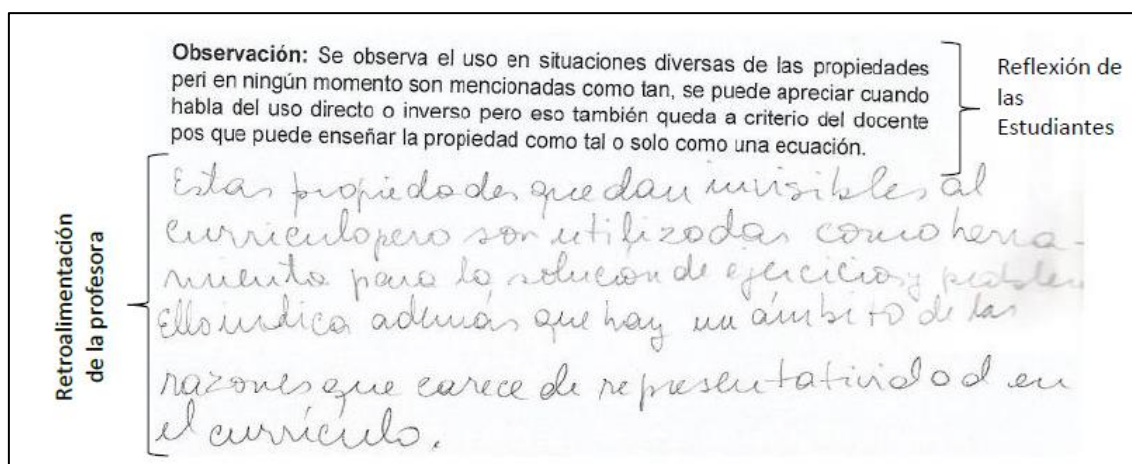 Observación: Se observa el uso en situaciones diversas de las propiedades
peri en ningún momento son mencionadas como tan, se puede apreciar cuando
habla del uso directo o inverso pero eso también queda a criterio del docente
pos que puede enseñar la propiedad como tal o solo como una ecuación.
Reflexión de
las
Estudiantes
Retroalimentación
de la profesora
Estas propiedades quedan invisibles al
currículo pero son utilizadas como herra-
mienta para la solución de ejercicios y problem
Ello indica además que hay un ámbito de las
razones que carece de representatividad en
el currículo.